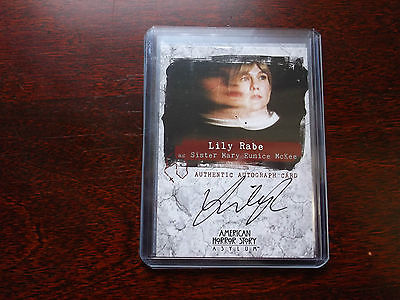 Lily Rabe
as Sister Mary Eunice McKee
AUTHENTIC AUTOGRAPH CARD
AMERICAN
HORROR STORY
ASYLUM